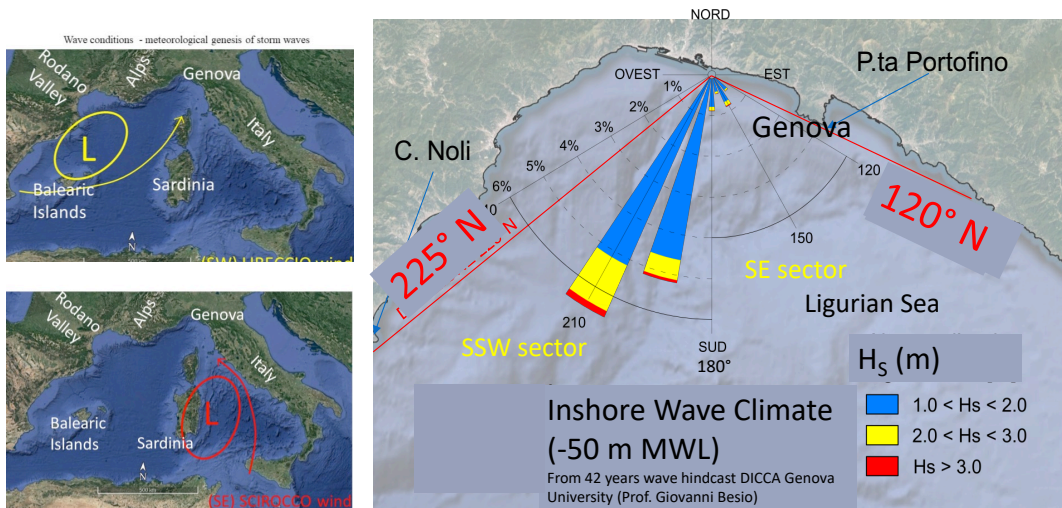 Wave conditions - meteorological genesis of storm waves
Rodano
Valley
Alps
Genova
Italy
L
Balearic
Islands
Sardinia
N
(SW) LIBECCIO wind
Rodano
Valley
Alps
Genova
Italy
L
Balearic
Islands
Sardinia
N
(SE) SCIROCCO wind
NORD
OVEST
EST
P.ta Portofino
1%
2%
3%
4%
5%
6%
Genova
C. Noli
120
120° N
225° N
150
SE sector
210
SSW sector
Ligurian Sea
SUD
180°
HS (m)
1.0 < Hs < 2.0
2.0 < Hs < 3.0
Hs > 3.0
Inshore Wave Climate
(-50 m MWL)
From 42 years wave hindcast DICCA Genova
University (Prof. Giovanni Besio)